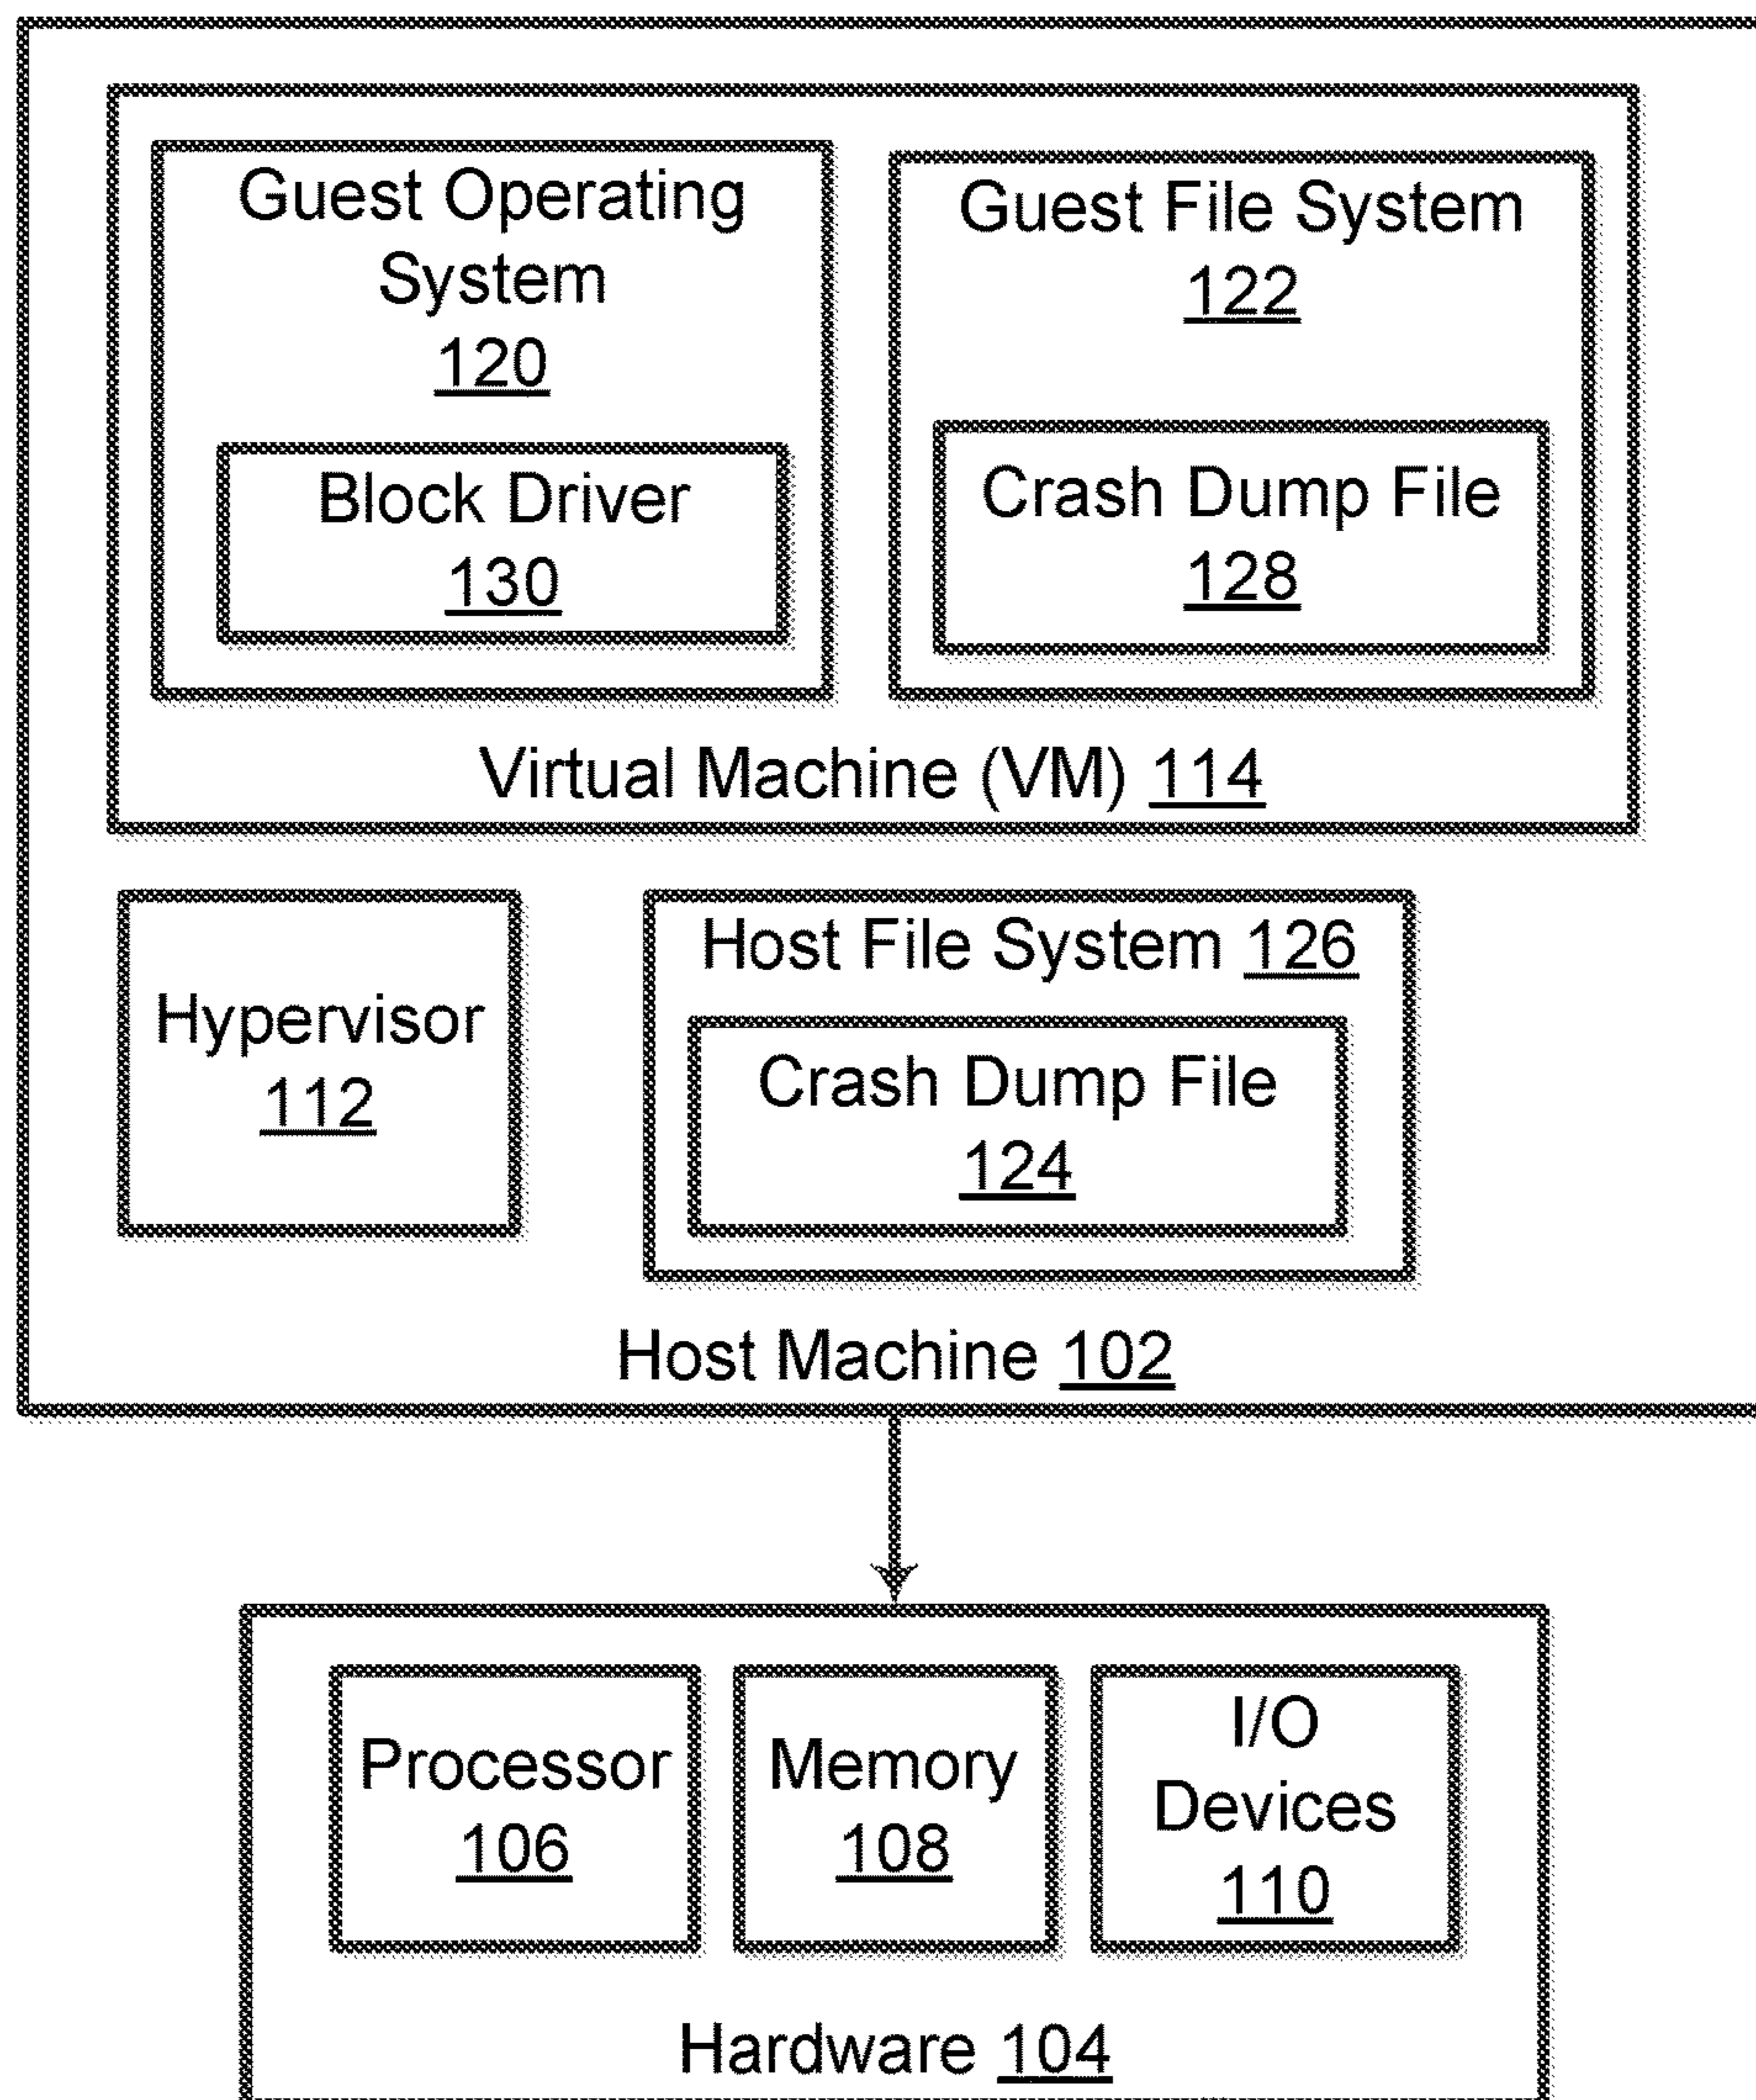 Guest Operating
System
120
Block Driver
130
Guest File System
122
Crash Dump File
128
Virtual Machine (VM) 114
Hypervisor
112
Host File System 126
Crash Dump File
124
Host Machine 102
Processor
106
Memory
108
I/O
Devices
110
Hardware 104